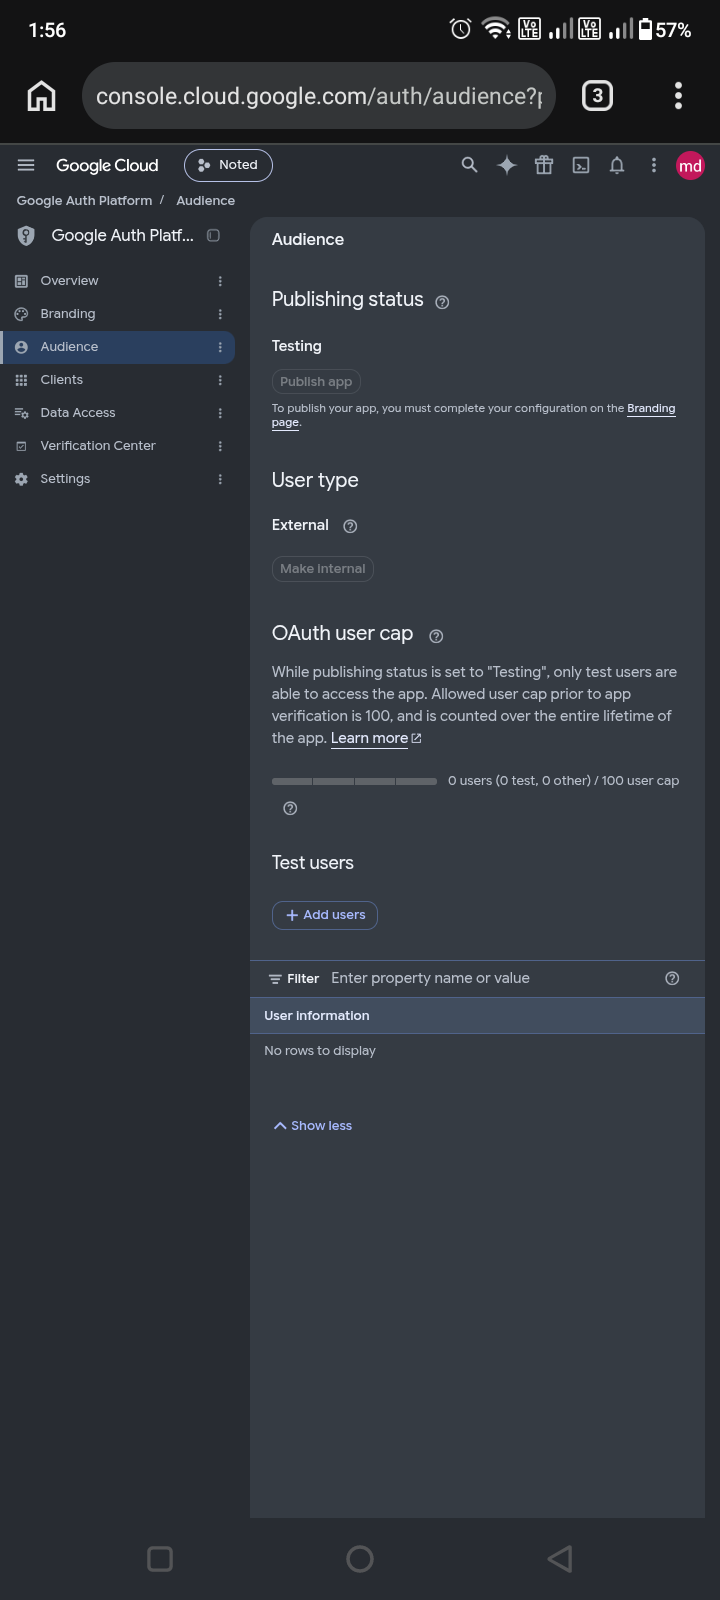 1:56
Vo LTE
Vo LTE
57%
console.cloud.google.com/auth/audience?
3
Google Cloud
Noted
md
Google Auth Platform / Audience
Google Auth Platf...
Overview
Branding
Audience
Clients
Data Access
Verification Center
Settings
Audience
Publishing status
Testing
Publish app
To publish your app, you must complete your configuration on the Branding
page.
User type
External
Make internal
OAuth user cap
While publishing status is set to "Testing", only test users are
able to access the app. Allowed user cap prior to app
verification is 100, and is counted over the entire lifetime of
the app. Learn more
0 users (0 test, 0 other) / 100 user cap
Test users
+ Add users
Filter Enter property name or value
User information
No rows to display
Show less